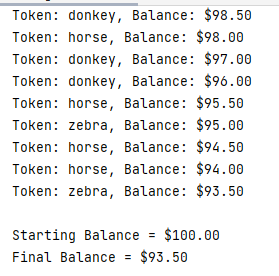 Token: donkey, Balance: $98.50
Token: horse, Balance: $98.00
Token: donkey, Balance: $97.00
Token: donkey, Balance: $96.00
Token: horse, Balance: $95.50
Token: zebra, Balance: $95.00
Token: horse, Balance: $94.50
Token: horse, Balance: $94.00
Token: zebra, Balance: $93.50
Starting Balance = $100.00
Final Balance = $93.50